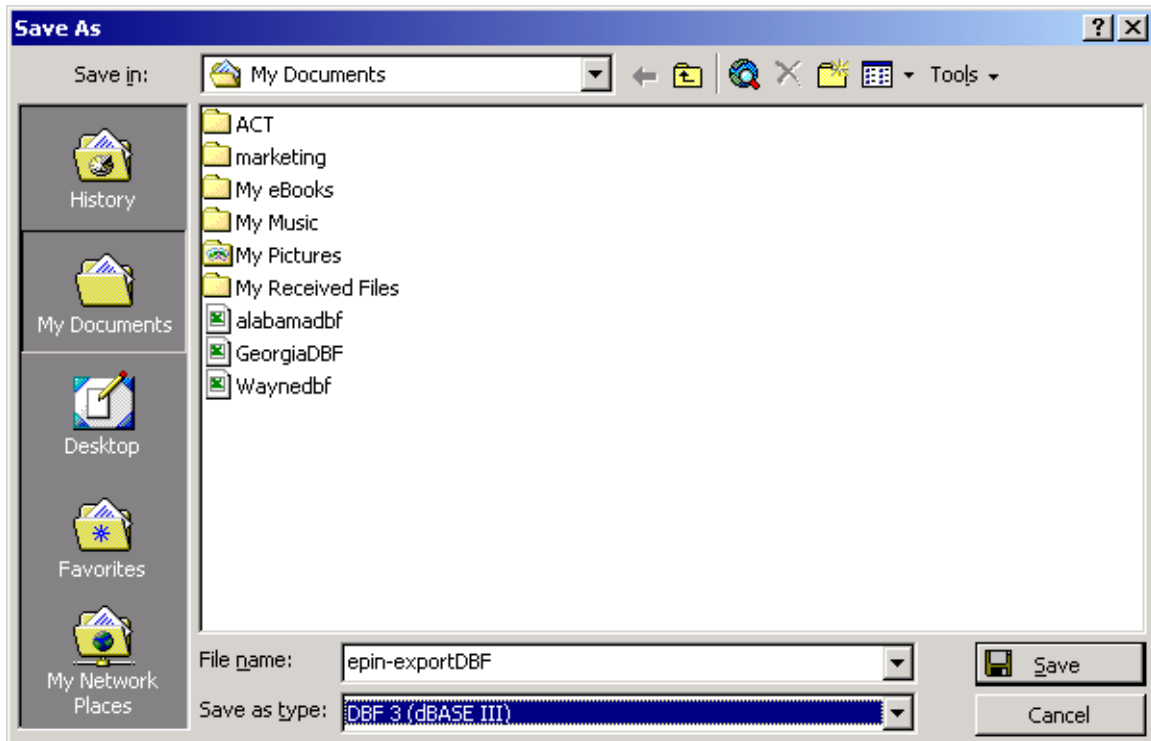 Save As
Save in:
My Documents
Tools
History
My Documents
Desktop
Favorites
My Network
Places
ACT
marketing
My eBooks
My Music
My Pictures
My Received Files
alabamadbf
GeorgiaDBF
Waynedbf
File name:
epin-exportDBF
Save
Save as type:
DBF 3 (dBASE III)
Cancel